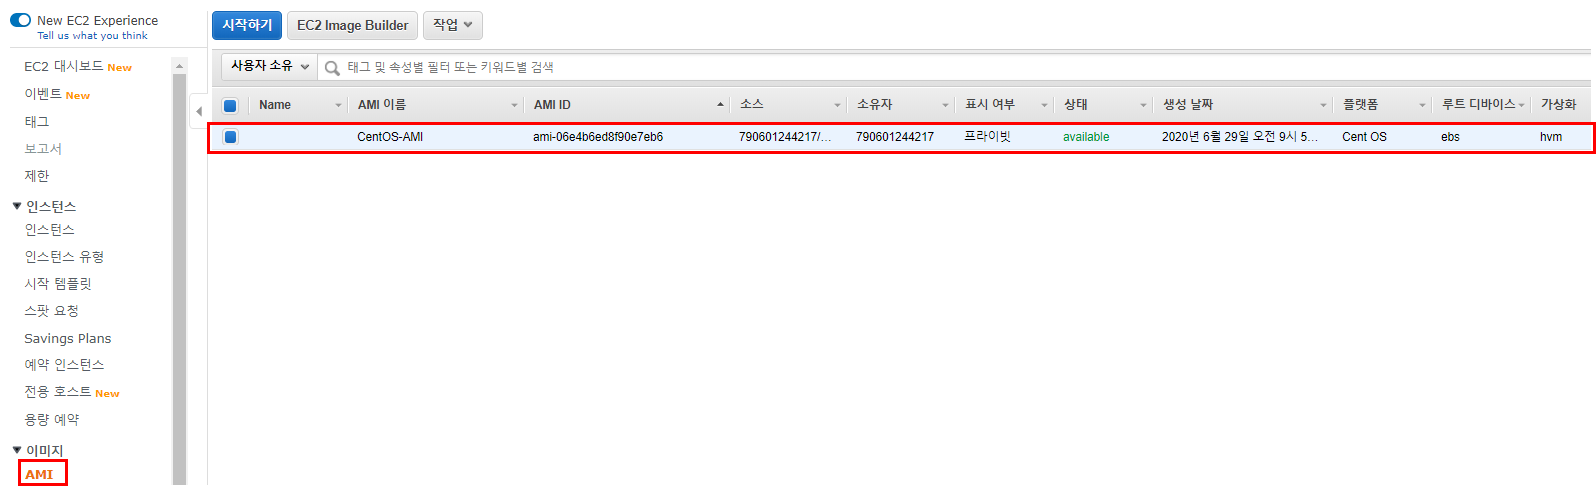 New EC2 Experience
Tell us what you think
EC2 대시보드 New
이벤트 New
태그
보고서
제한
인스턴스
인스턴스
인스턴스 유형
시작 템플릿
스팟 요청
Savings Plans
예약 인스턴스
전용 호스트 New
용량 예약
이미지
AMI
시작하기 EC2 Image Builder 작업
사용자 소유 태그 및 속성별 필터 또는 키워드별 검색
Name AMI 이름 AMI ID 소스 소유자 표시 여부 상태 생성 날짜 플랫폼 루트 디바이스 가상화
CentOS-AMI ami-06e4b6ed8f90e7eb6 790601244217/... 790601244217 프라이빗 available 2020년 6월 29일 오전 9시 5... Cent OS ebs hvm